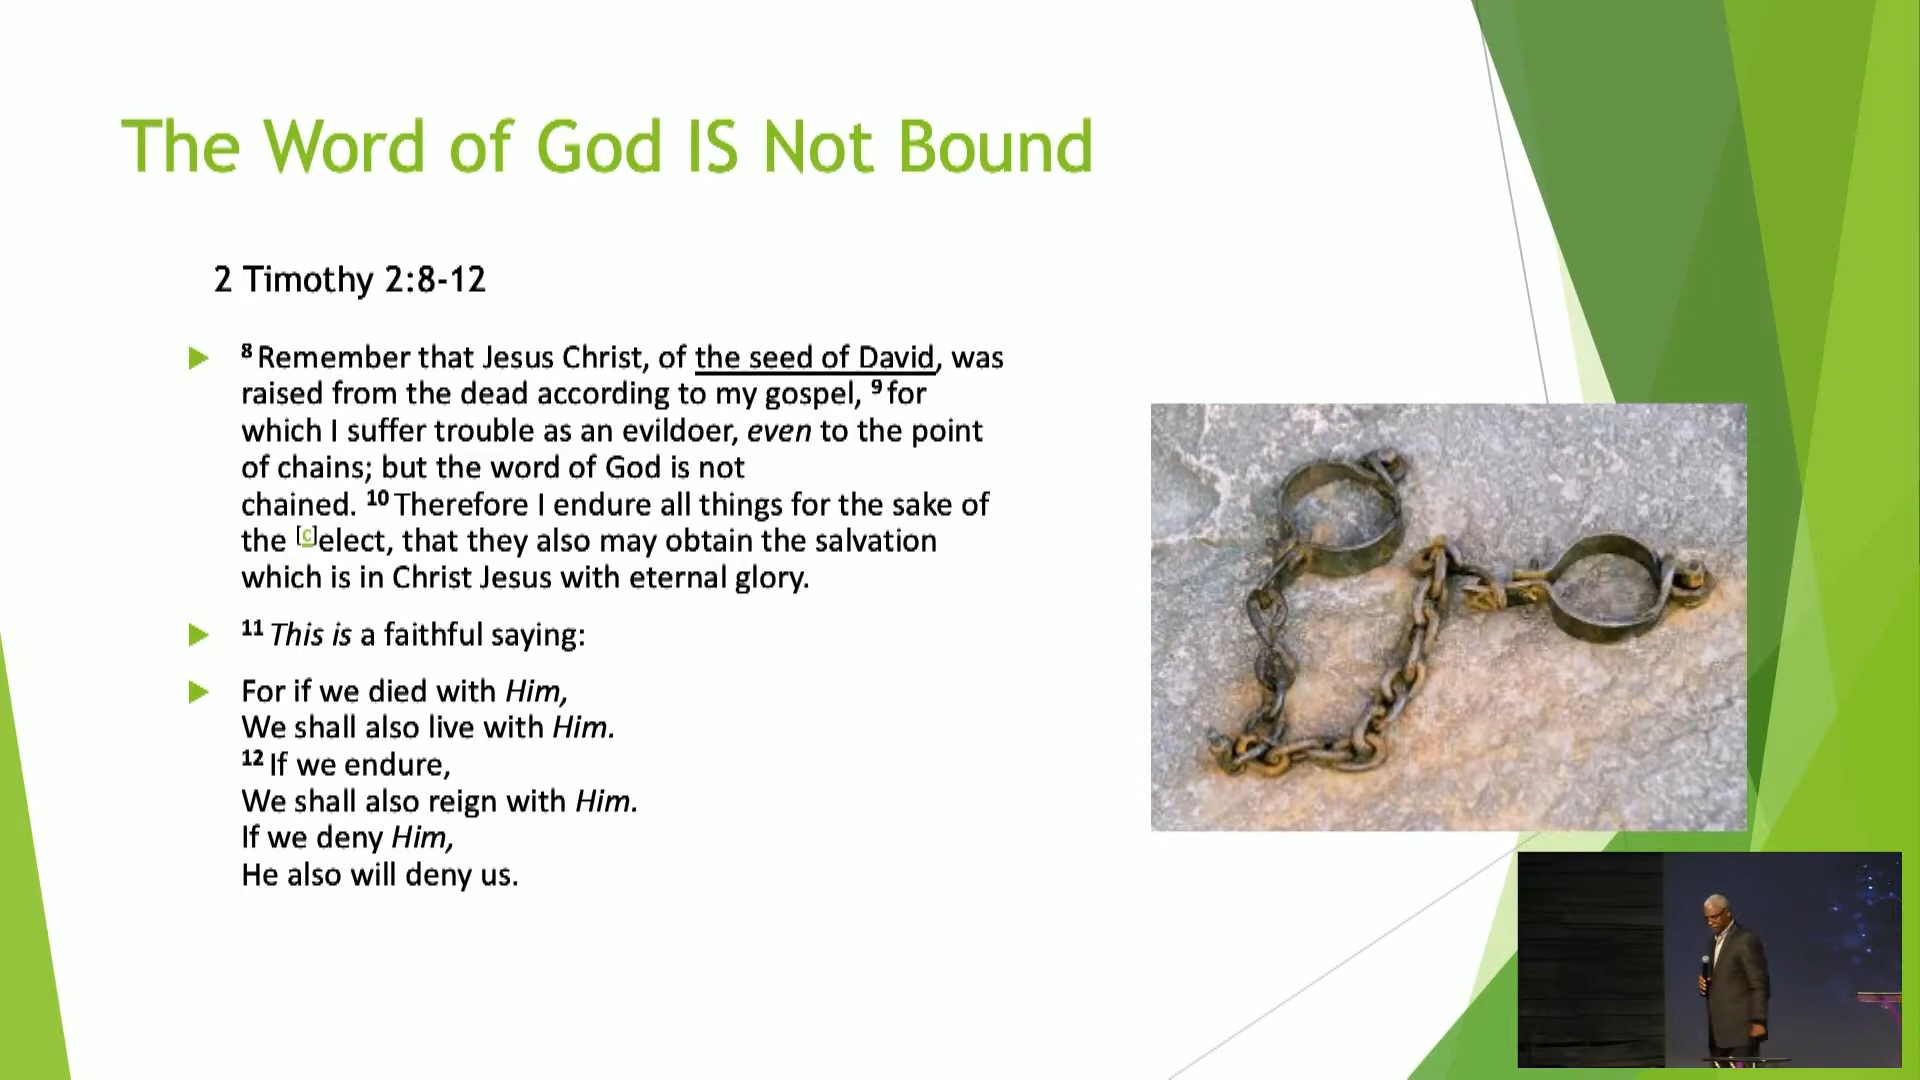 The Word of God IS Not Bound
2 Timothy 2:8-12
8 Remember that Jesus Christ, of the seed of David, was
raised from the dead according to my gospel, 9 for
which I suffer trouble as an evildoer, even to the point
of chains; but the word of God is not
chained. 10 Therefore I endure all things for the sake of
the [c]elect, that they also may obtain the salvation
which is in Christ Jesus with eternal glory.
11 This is a faithful saying:
For if we died with Him,
We shall also live with Him.
12 If we endure,
We shall also reign with Him.
If we deny Him,
He also will deny us.